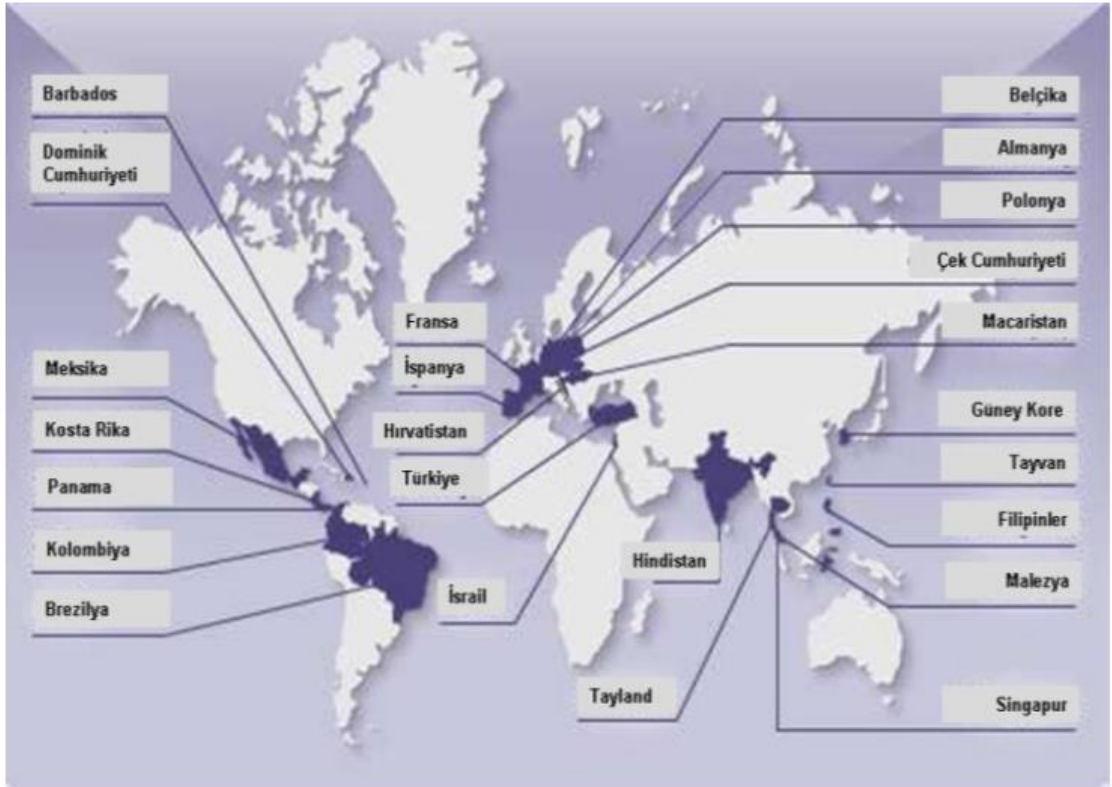 Barbados
Dominik
Cumhuriyeti
Meksika
Kosta Rika
Panama
Kolombiya
Brezilya
Fransa
İspanya
Hırvatistan
Türkiye
İsrail
Hindistan
Tayland
Belçika
Almanya
Polonya
Çek Cumhuriyeti
Macaristan
Güney Kore
Tayvan
Filipinler
Malezya
Singapur